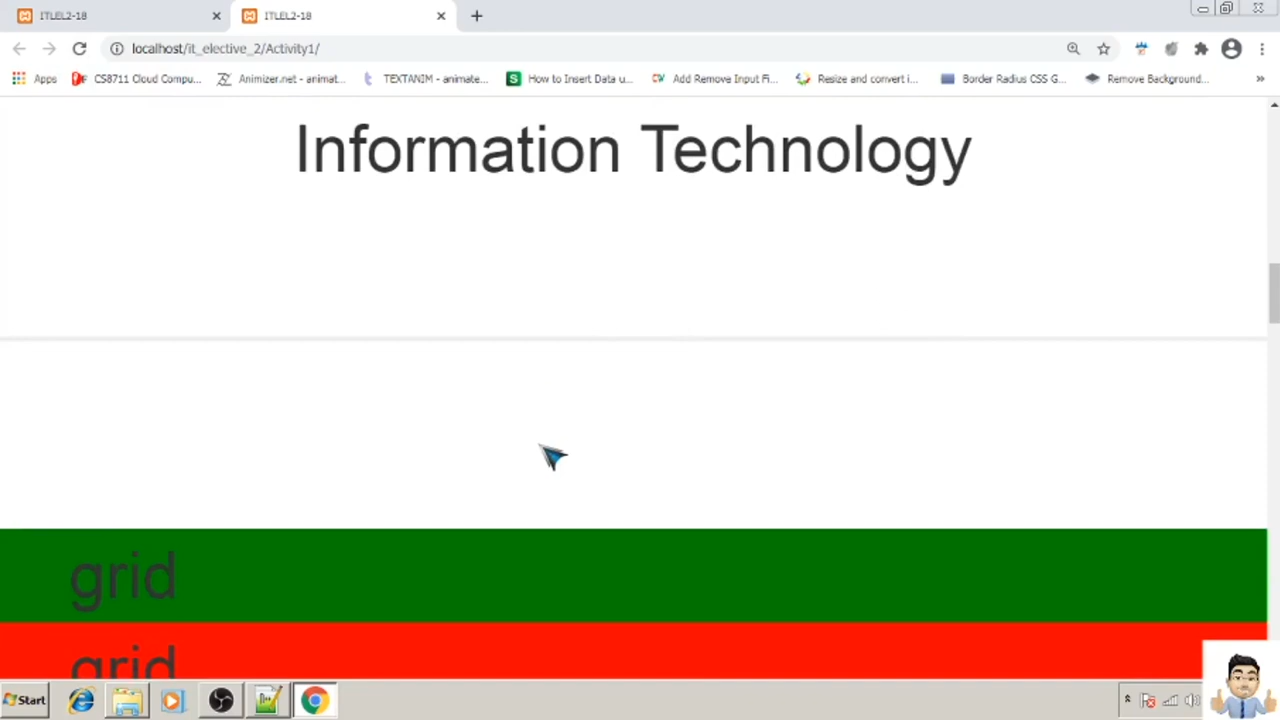 ITLEL2-18
ITLEL2-18
localhost/it_elective_2/Activity1/
Apps
CS8711 Cloud Compu...
Animizer.net - animat...
TEXTANIM - animate...
How to Insert Data u...
Add Remove Input Fi...
Resize and convert i...
Border Radius CSS G...
Remove Background...
Information Technology
grid
grid
Start